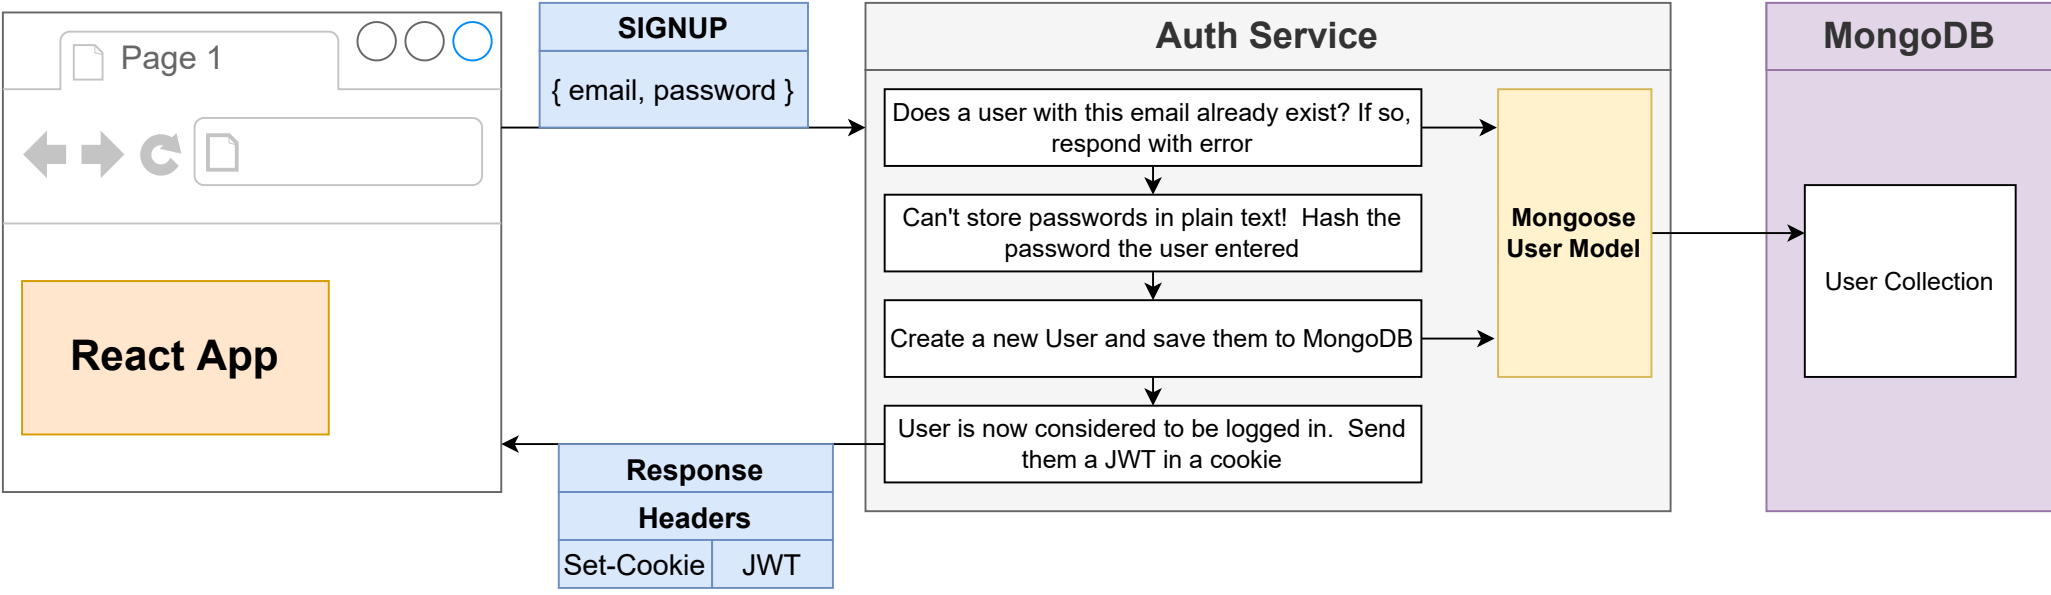 Page 1
React App
SIGNUP
{ email, password }
Response
Headers
Set-Cookie JWT
Auth Service
Does a user with this email already exist? If so,
respond with error
Can't store passwords in plain text!  Hash the
password the user entered
Create a new User and save them to MongoDB
User is now considered to be logged in.  Send
them a JWT in a cookie
Mongoose
User Model
MongoDB
User Collection